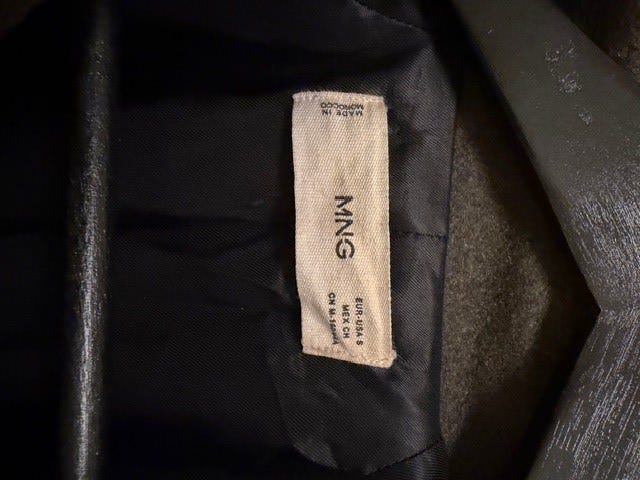 MADE IN
MOROCCO
MNG
EUR-USA S
MEX CH
CN M